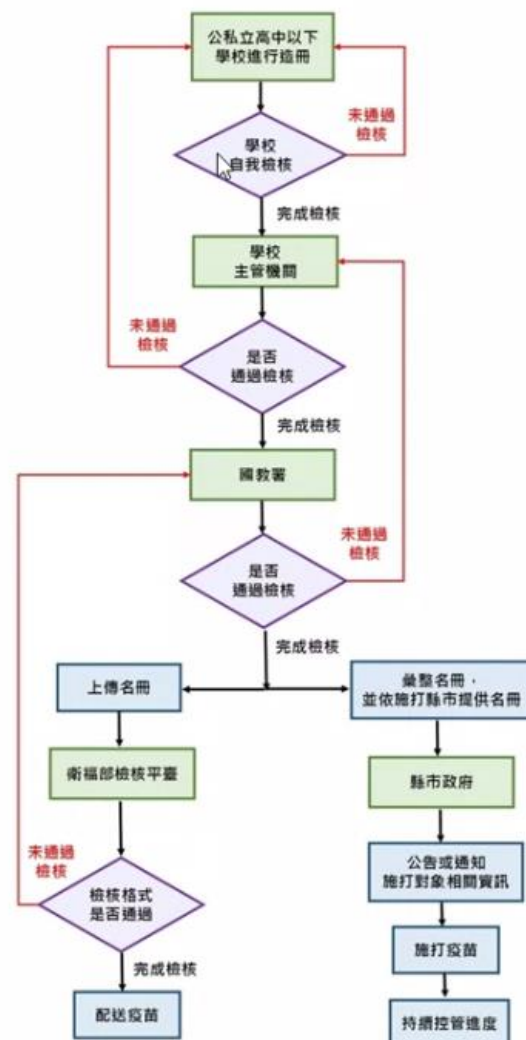 公私立高中以下
學校進行造冊
未通過
檢核
學校
自我檢核
完成檢核
學校
主管機關
未通過
檢核
是否
通過檢核
完成檢核
國教署
未通過
檢核
是否
通過檢核
完成檢核
上傳名冊
彙整名冊，
並依施打縣市提供名冊
衛福部檢核平臺
縣市政府
未通過
檢核
檢核格式
是否通過
公告或通知
施打對象相關資訊
完成檢核
施打疫苗
配送疫苗
持續控管進度